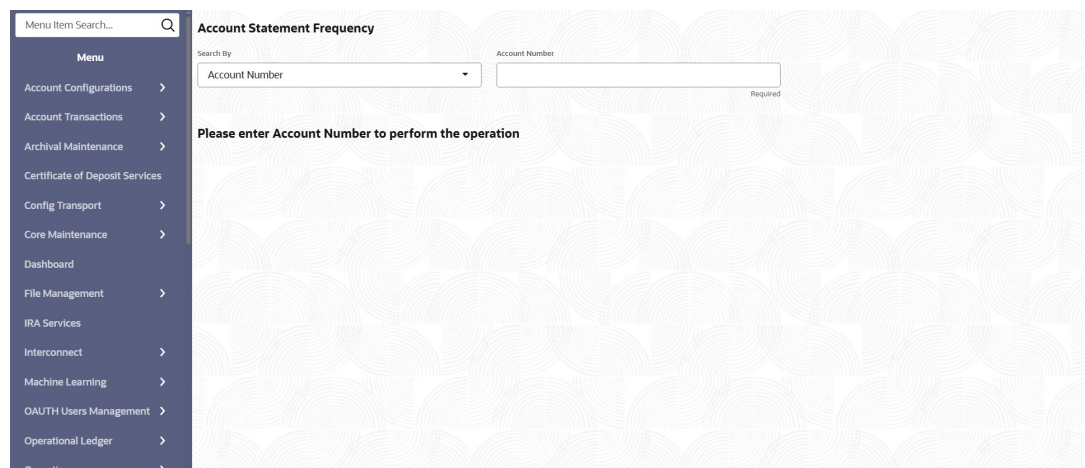 Menu Item Search...
Menu
Account Configurations
Account Transactions
Archival Maintenance
Certificate of Deposit Services
Config Transport
Core Maintenance
Dashboard
File Management
IRA Services
Interconnect
Machine Learning
OAUTH Users Management
Operational Ledger
Account Statement Frequency
Search By
Account Number
Account Number
Required
Please enter Account Number to perform the operation